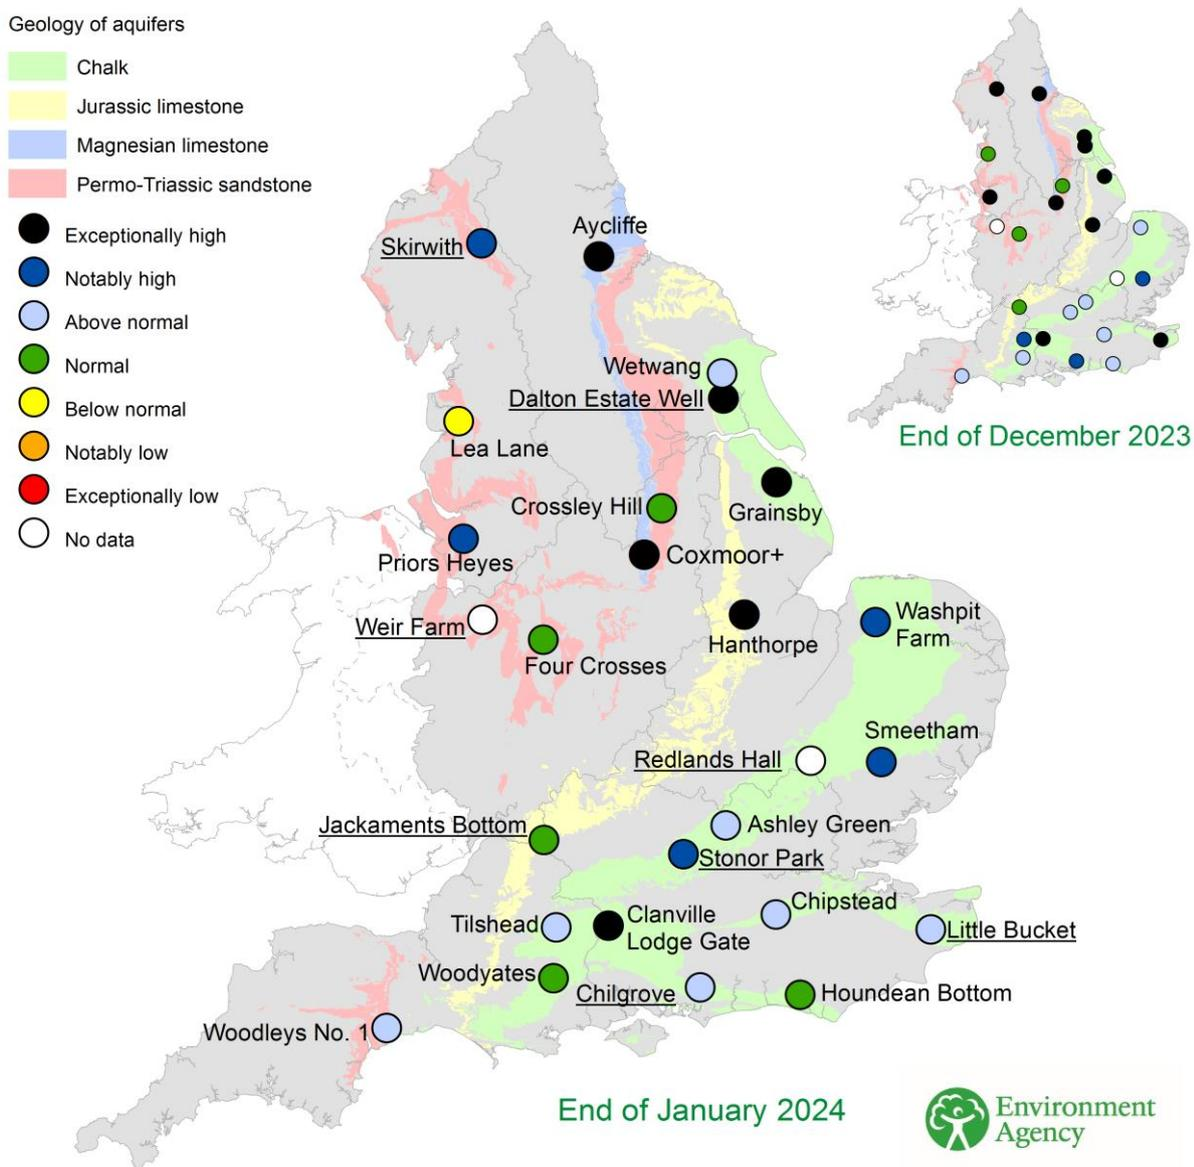 Geology of aquifers
Chalk
Jurassic limestone
Magnesian limestone
Permo-Triassic sandstone
Exceptionally high
Notably high
Above normal
Normal
Below normal
Notably low
Exceptionally low
No data
End of December 2023
Aycliffe
Skirwith
Wetwang
Dalton Estate Well
Lea Lane
Crossley Hill
Grainsby
Coxmoor+
Priors Heyes
Weir Farm
Washpit
Farm
Hanthorpe
Four Crosses
Smeetham
Redlands Hall
Jackaments Bottom
Ashley Green
Stonor Park
Chipstead
Tilshead
Clanville
Lodge Gate
Little Bucket
Woodyates
Chilgrove
Houndean Bottom
Woodleys No. 1
End of January 2024
Environment
Agency